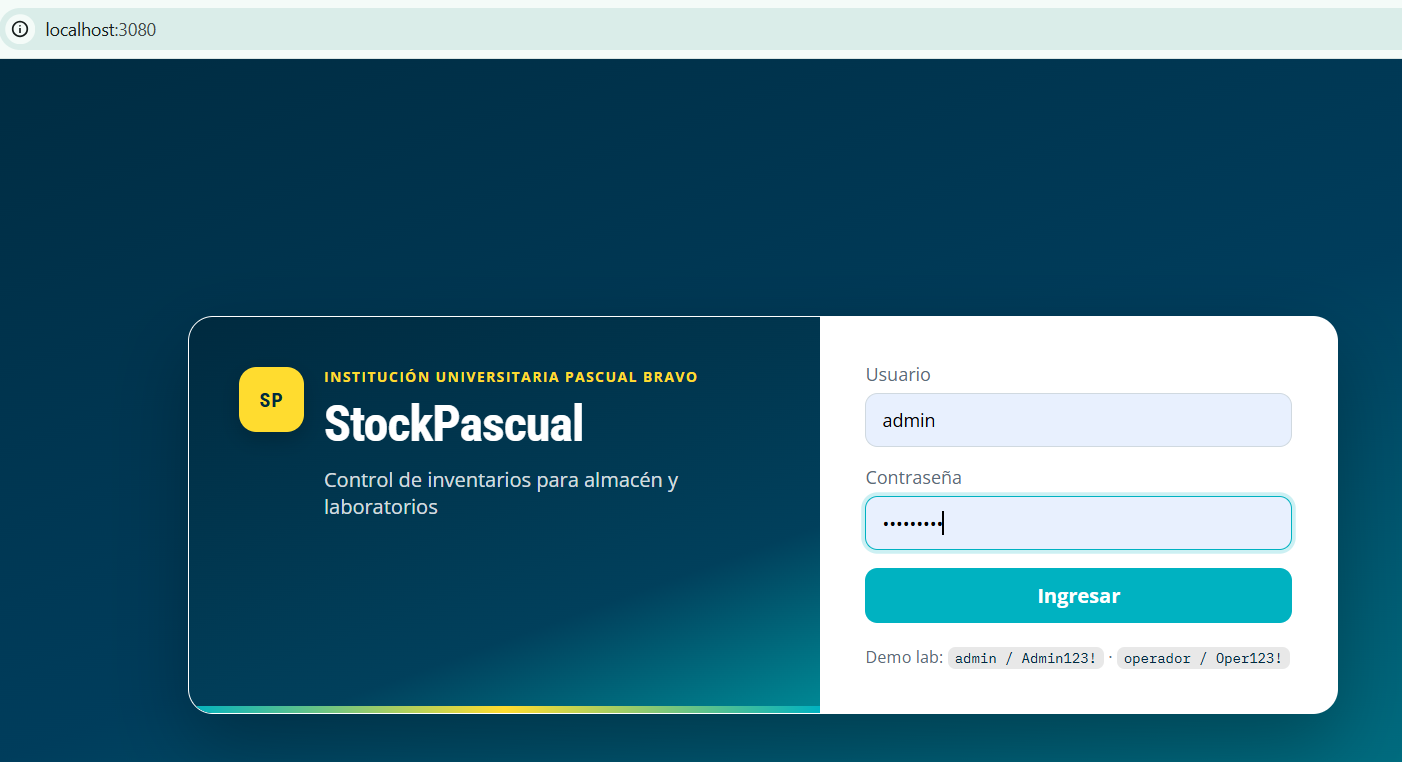 localhost:3080
SP
INSTITUCIÓN UNIVERSITARIA PASCUAL BRAVO
StockPascual
Control de inventarios para almacén y
laboratorios
Usuario
admin
Contraseña
•••••••••
Ingresar
Demo lab: admin / Admin123! · operador / Oper123!